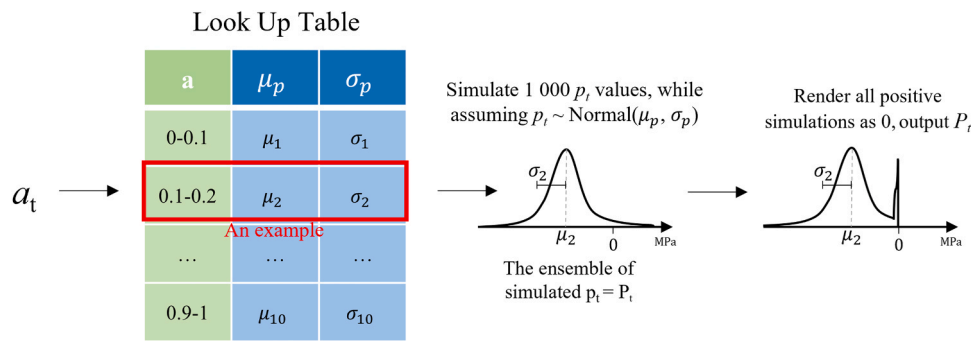 Look Up Table
a μₚ σₚ
0-0.1 μ₁ σ₁
0.1-0.2 μ₂ σ₂
An example
... ... ...
0.9-1 μ₁₀ σ₁₀
aₜ
Simulate 1 000 pₜ values, while
assuming pₜ ~ Normal(μₚ, σₚ)
σ₂
μ₂ 0 MPa
The ensemble of
simulated pₜ = Pₜ
Render all positive
simulations as 0, output Pₜ
σ₂
μ₂ 0 MPa